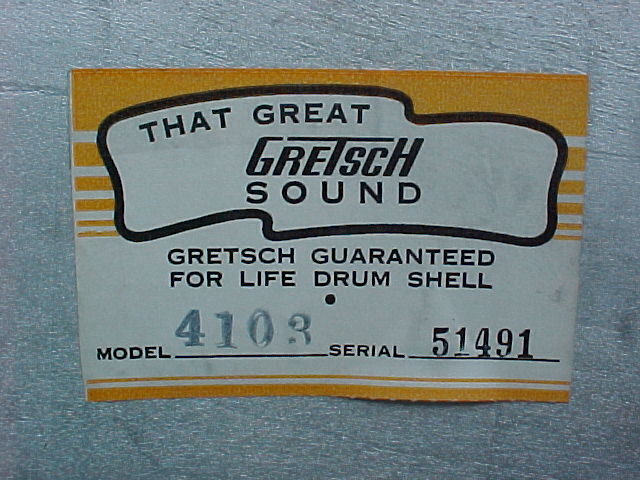 THAT GREAT
GRETSCH
SOUND
GRETSCH GUARANTEED
FOR LIFE DRUM SHELL
MODEL 4103 SERIAL 51491